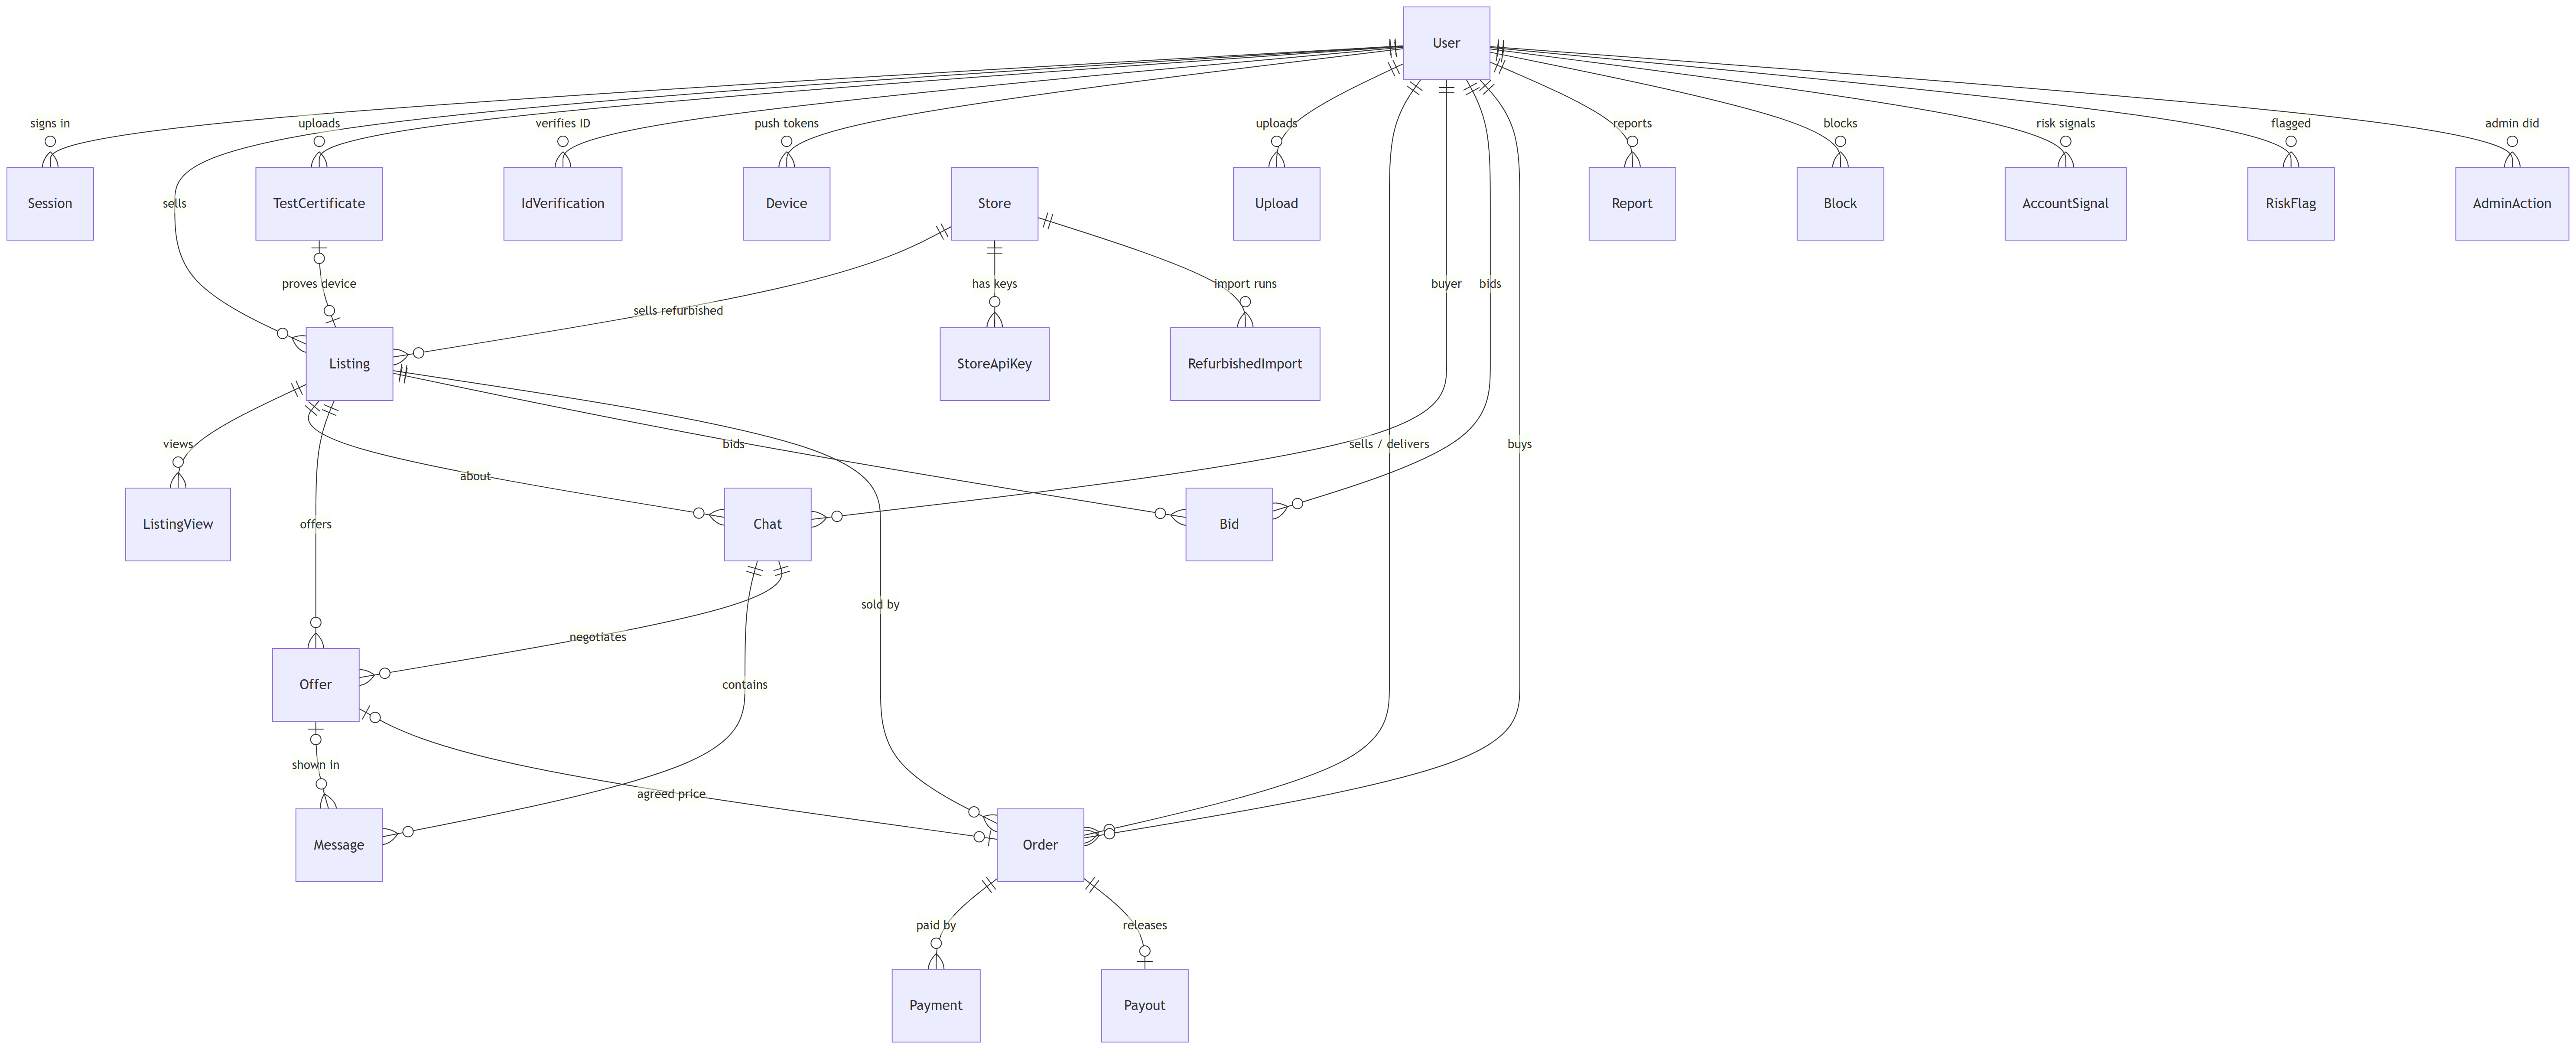 User
signs in
uploads
verifies ID
push tokens
uploads
reports
blocks
risk signals
flagged
admin did
Session
sells
TestCertificate
IdVerification
Device
Store
Upload
Report
Block
AccountSignal
RiskFlag
AdminAction
proves device
sells refurbished
has keys
import runs
buyer
bids
Listing
StoreApiKey
RefurbishedImport
views
about
bids
sells / delivers
buys
ListingView
offers
Chat
Bid
sold by
negotiates
Offer
contains
shown in
agreed price
Message
Order
paid by
releases
Payment
Payout